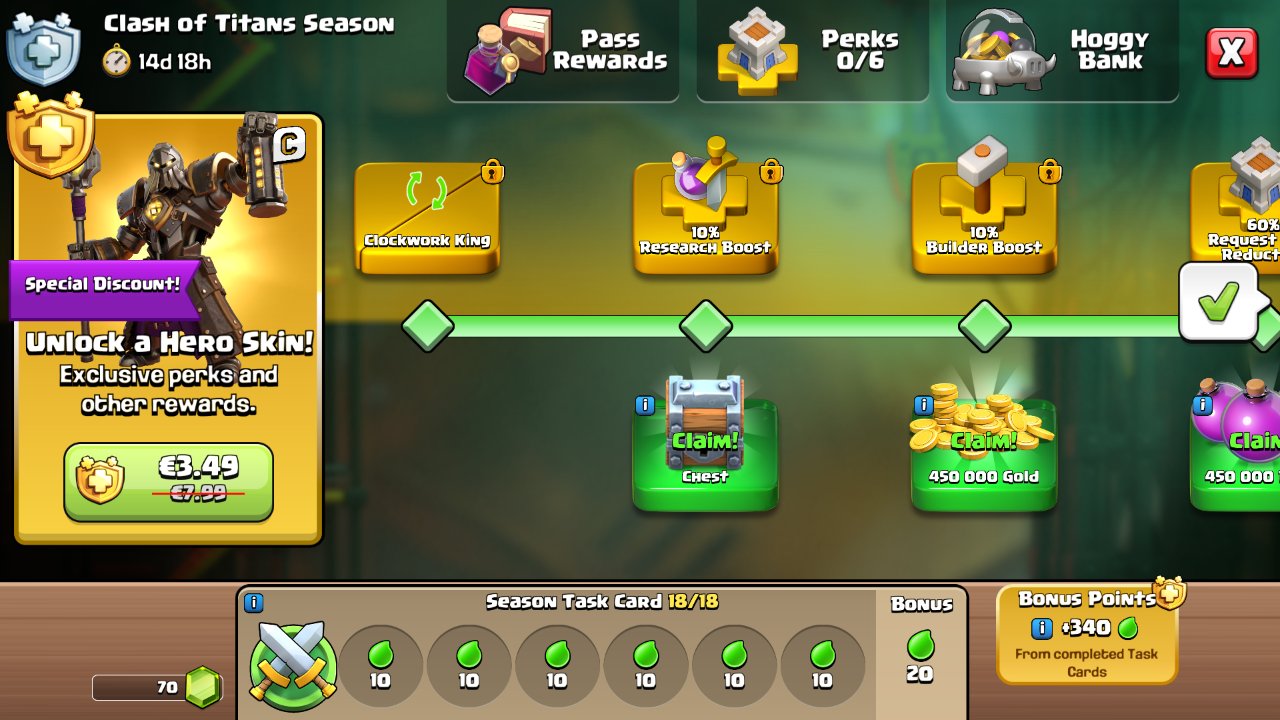 Clash of Titans Season
14d 18h
Pass
Rewards
Perks
0/6
Hoggy
Bank
X
C
Special Discount!
Unlock a Hero Skin!
Exclusive perks and
other rewards.
€3.49
€7.99
Clockwork King
10%
Research Boost
10%
Builder Boost
60%
Request
Reduct
i
Claim!
Chest
i
Claim!
450 000 Gold
i
Claim
450 000
i
Season Task Card 18/18
10
10
10
10
10
10
Bonus
20
Bonus Points
i +340
From completed Task
Cards
70